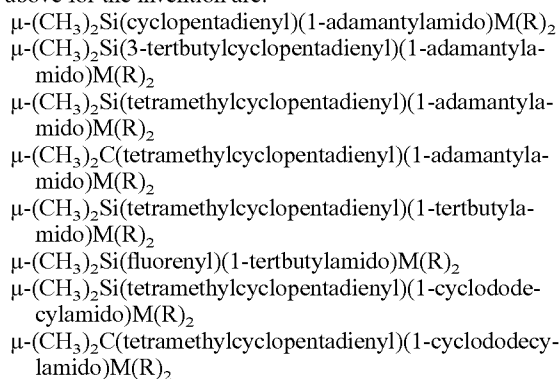 above for the invention are:
μ-(CH₃)₂Si(cyclopentadienyl)(1-adamantylamido)M(R)₂
μ-(CH₃)₂Si(3-tertbutylcyclopentadienyl)(1-adamantyla-
mido)M(R)₂
μ-(CH₃)₂Si(tetramethylcyclopentadienyl)(1-adamantyla-
mido)M(R)₂
μ-(CH₃)₂C(tetramethylcyclopentadienyl)(1-adamantyla-
mido)M(R)₂
μ-(CH₃)₂Si(tetramethylcyclopentadienyl)(1-tertbutyla-
mido)M(R)₂
μ-(CH₃)₂Si(fluorenyl)(1-tertbutylamido)M(R)₂
μ-(CH₃)₂Si(tetramethylcyclopentadienyl)(1-cyclodode-
cylamido)M(R)₂
μ-(CH₃)₂C(tetramethylcyclopentadienyl)(1-cyclododecy-
lamido)M(R)₂